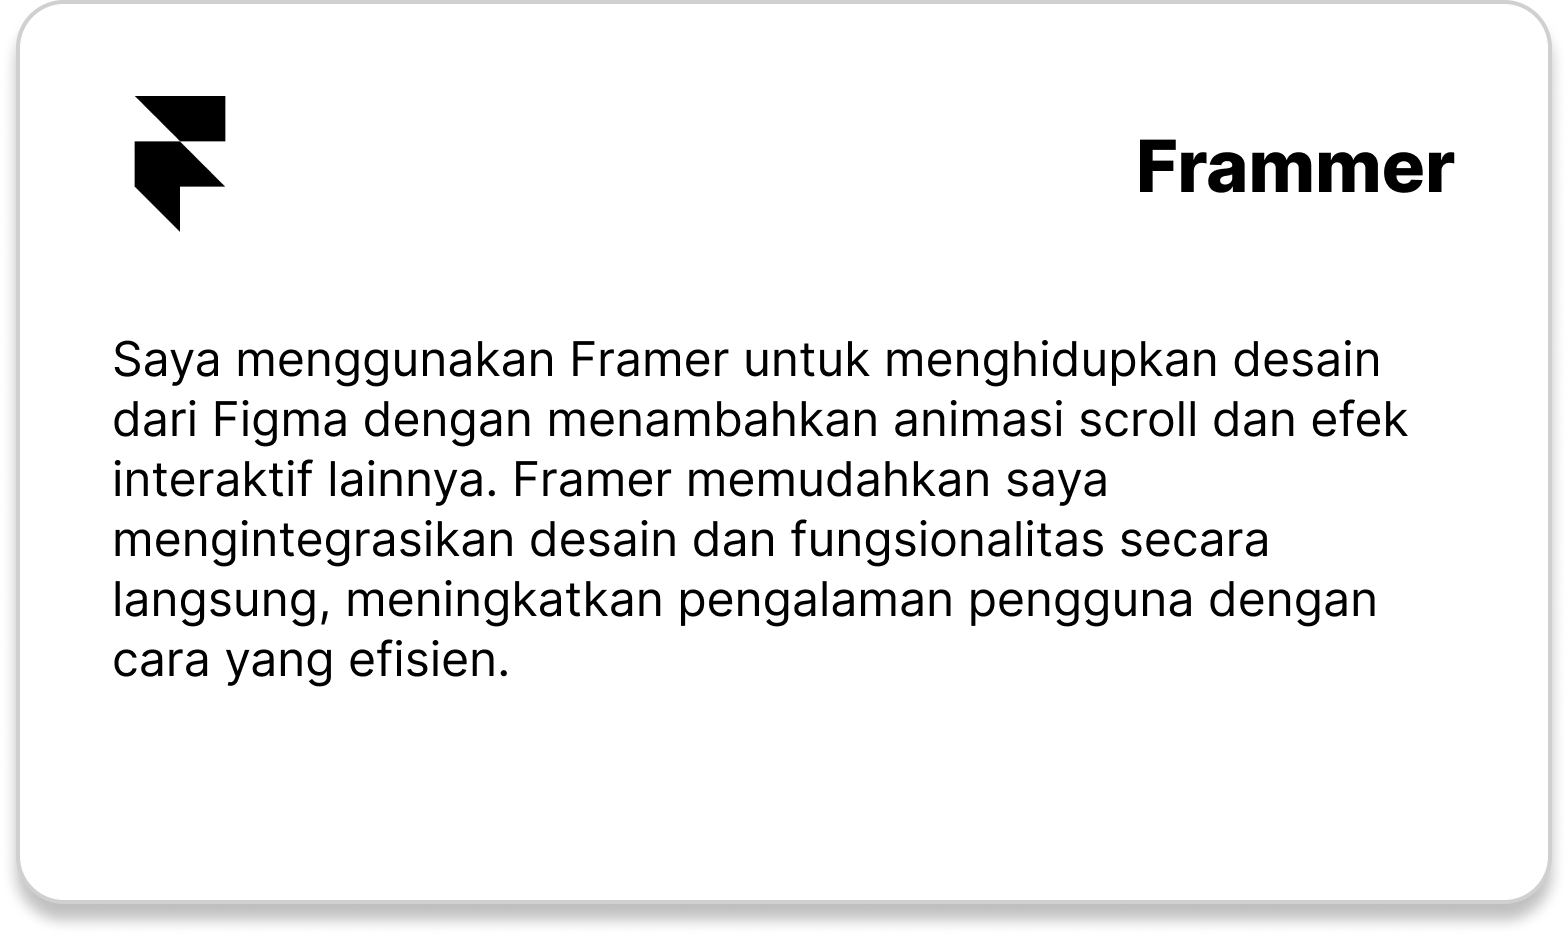 Frammer
Saya menggunakan Framer untuk menghidupkan desain
dari Figma dengan menambahkan animasi scroll dan efek
interaktif lainnya. Framer memudahkan saya
mengintegrasikan desain dan fungsionalitas secara
langsung, meningkatkan pengalaman pengguna dengan
cara yang efisien.